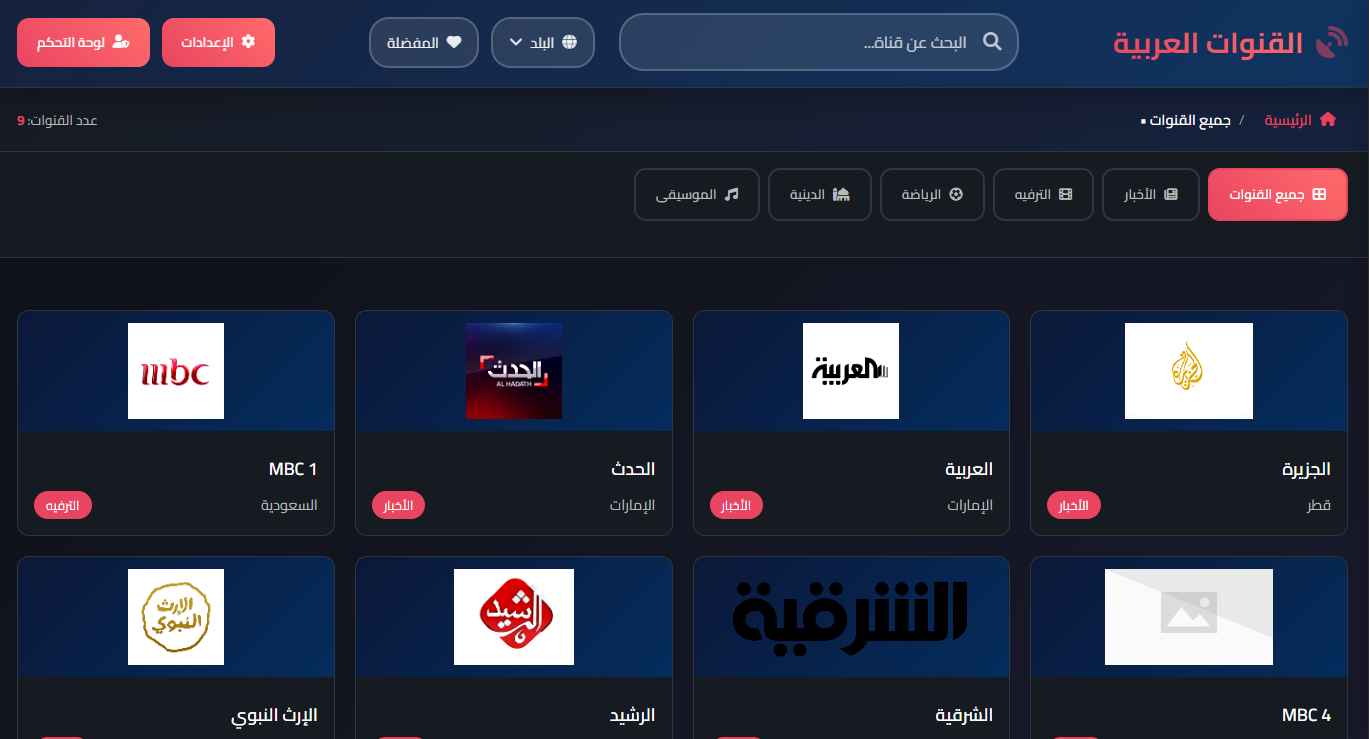 القنوات العربية
البحث عن قناة...
البلد
المفضلة
الإعدادات
لوحة التحكم
الرئيسية / جميع القنوات •
عدد القنوات: 9
جميع القنوات
الأخبار
الترفيه
الرياضة
الدينية
الموسيقى
الجزيرة
العربية
الحدث
AL HADATH
mbc
الجزيرة
قطر
الأخبار
العربية
الإمارات
الأخبار
الحدث
الإمارات
الأخبار
MBC 1
السعودية
الترفيه
الشرقية
الرشيد
الإرث
النبوي
MBC 4
الشرقية
الرشيد
الإرث النبوي